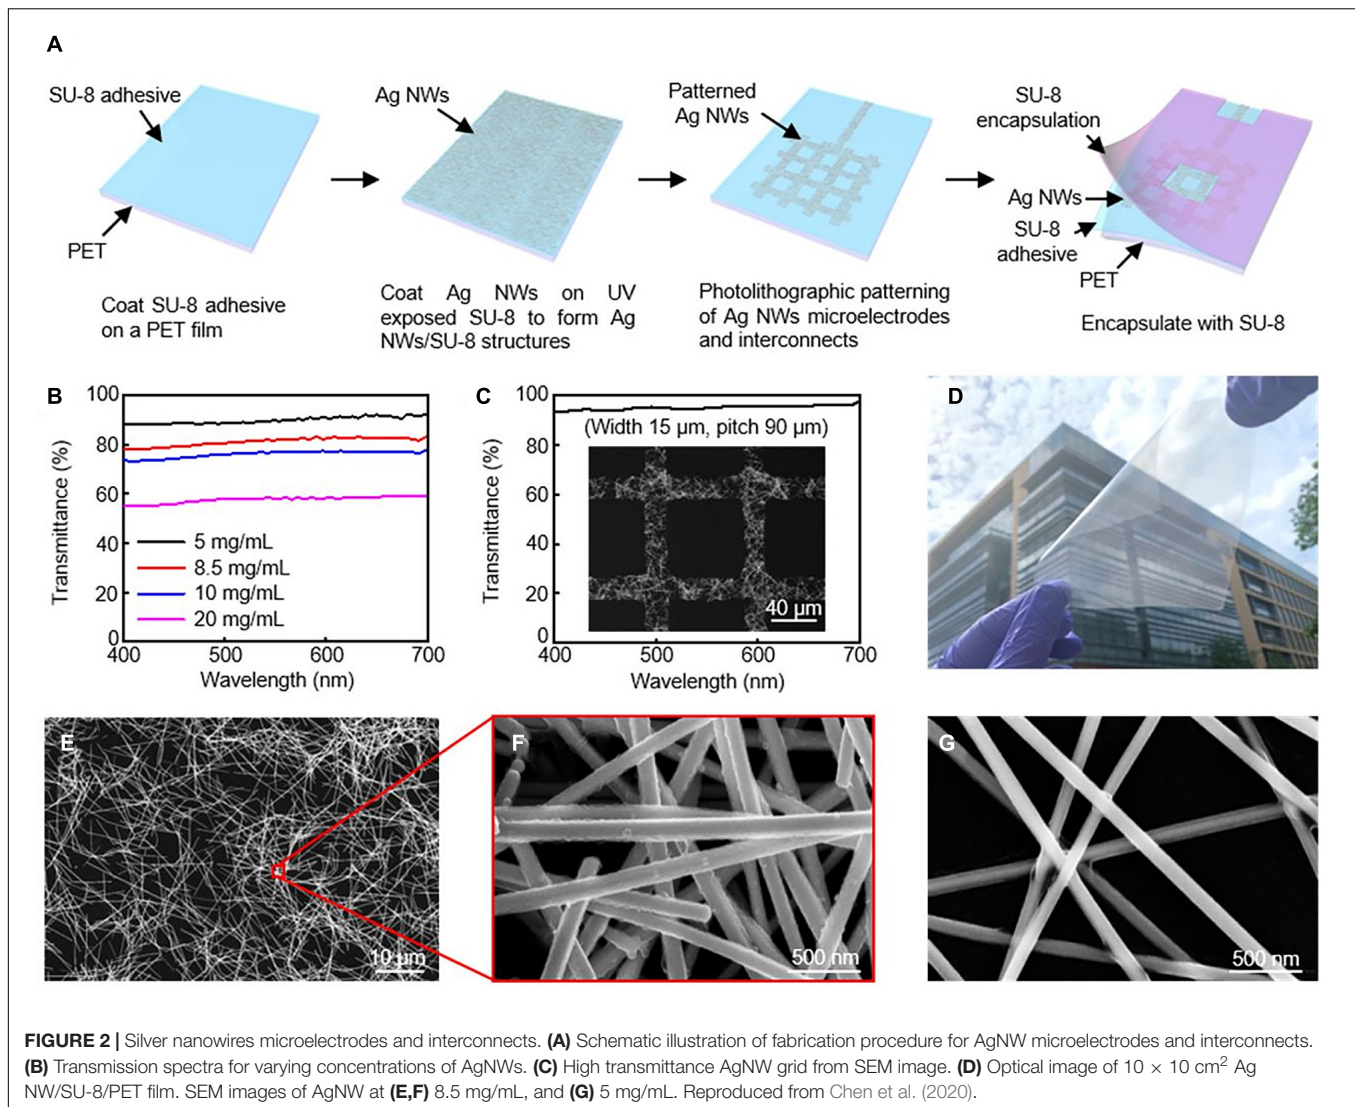 A
SU-8 adhesive
PET
Coat SU-8 adhesive
on a PET film
Ag NWs
Coat Ag NWs on UV
exposed SU-8 to form Ag
NWs/SU-8 structures
Patterned
Ag NWs
Photolithographic patterning
of Ag NWs microelectrodes
and interconnects
SU-8
encapsulation
Ag NWs
SU-8
adhesive
PET
Encapsulate with SU-8
B
Transmittance (%)
100
80
60
40
20
0
5 mg/mL
8.5 mg/mL
10 mg/mL
20 mg/mL
400 500 600 700
Wavelength (nm)
C
Transmittance (%)
100
80
60
40
20
0
(Width 15 μm, pitch 90 μm)
40 μm
400 500 600 700
Wavelength (nm)
D
E
10 μm
F
500 nm
G
500 nm
FIGURE 2 | Silver nanowires microelectrodes and interconnects. (A) Schematic illustration of fabrication procedure for AgNW microelectrodes and interconnects.
(B) Transmission spectra for varying concentrations of AgNWs. (C) High transmittance AgNW grid from SEM image. (D) Optical image of 10 × 10 cm² Ag
NW/SU-8/PET film. SEM images of AgNW at (E,F) 8.5 mg/mL, and (G) 5 mg/mL. Reproduced from Chen et al. (2020).